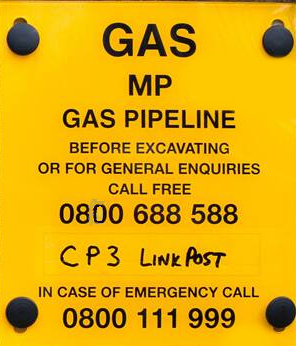 GAS
MP
GAS PIPELINE
BEFORE EXCAVATING
OR FOR GENERAL ENQUIRIES
CALL FREE
0800 688 588
CP3 LINK POST
IN CASE OF EMERGENCY CALL
0800 111 999